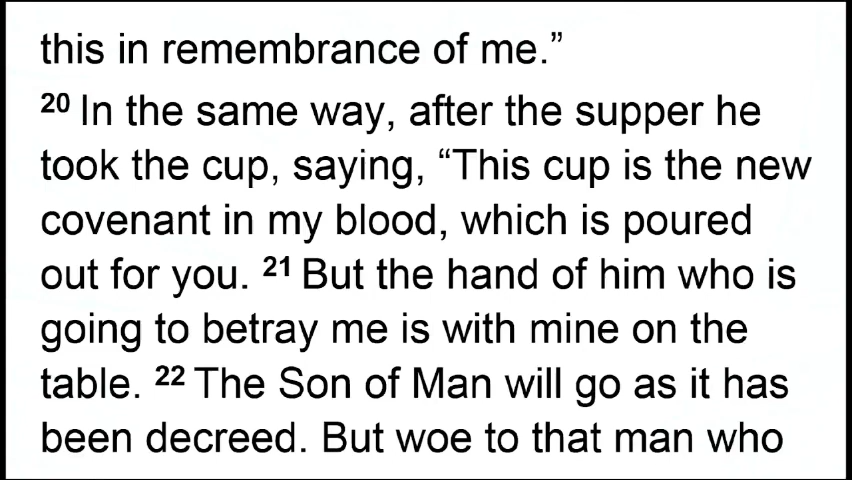 this in remembrance of me.”
20 In the same way, after the supper he
took the cup, saying, “This cup is the new
covenant in my blood, which is poured
out for you. 21 But the hand of him who is
going to betray me is with mine on the
table. 22 The Son of Man will go as it has
been decreed. But woe to that man who